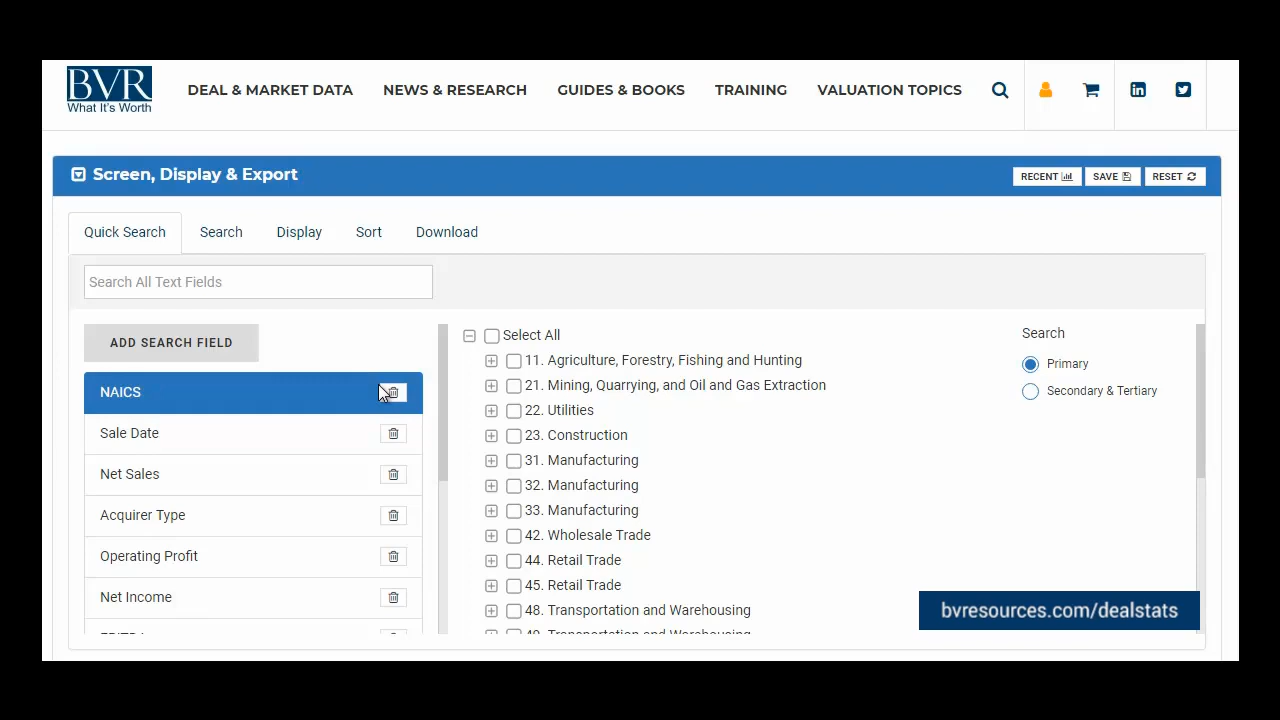 BVR
What It's Worth
DEAL & MARKET DATA
NEWS & RESEARCH
GUIDES & BOOKS
TRAINING
VALUATION TOPICS
Screen, Display & Export
RECENT
SAVE
RESET
Quick Search
Search
Display
Sort
Download
Search All Text Fields
ADD SEARCH FIELD
NAICS
Sale Date
Net Sales
Acquirer Type
Operating Profit
Net Income
Select All
11. Agriculture, Forestry, Fishing and Hunting
21. Mining, Quarrying, and Oil and Gas Extraction
22. Utilities
23. Construction
31. Manufacturing
32. Manufacturing
33. Manufacturing
42. Wholesale Trade
44. Retail Trade
45. Retail Trade
48. Transportation and Warehousing
49. Transportation and Warehousing
Search
Primary
Secondary & Tertiary
bvresources.com/dealstats